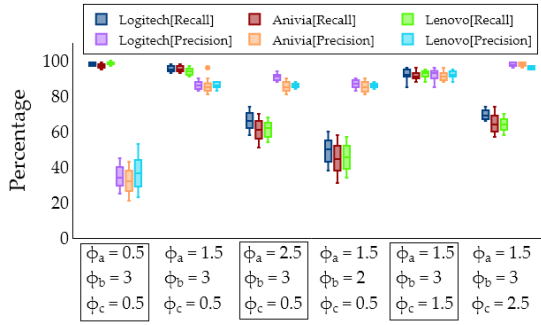 Logitech[Recall] Anivia[Recall] Lenovo[Recall]
Logitech[Precision] Anivia[Precision] Lenovo[Precision]
Percentage
100
80
60
40
20
0
ϕa = 0.5 ϕa = 1.5 ϕa = 2.5 ϕa = 1.5 ϕa = 1.5 ϕa = 1.5
ϕb = 3 ϕb = 3 ϕb = 3 ϕb = 2 ϕb = 3 ϕb = 3
ϕc = 0.5 ϕc = 0.5 ϕc = 0.5 ϕc = 0.5 ϕc = 1.5 ϕc = 2.5